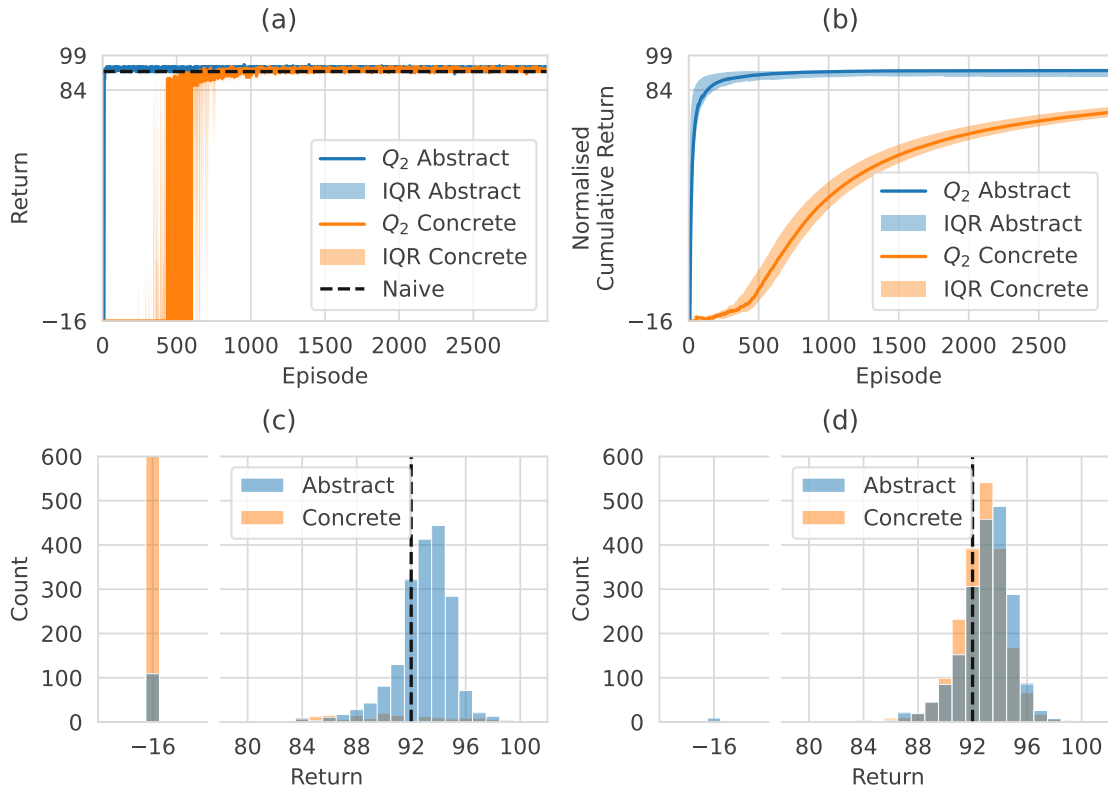 (a)
99
84
−16
Return
Q₂ Abstract
IQR Abstract
Q₂ Concrete
IQR Concrete
Naive
0 500 1000 1500 2000 2500
Episode
(b)
99
84
−16
Normalised
Cumulative Return
Q₂ Abstract
IQR Abstract
Q₂ Concrete
IQR Concrete
0 500 1000 1500 2000 2500
Episode
(c)
600
500
400
300
200
100
0
Count
Abstract
Concrete
−16 80 84 88 92 96 100
Return
(d)
600
500
400
300
200
100
0
Count
Abstract
Concrete
−16 80 84 88 92 96 100
Return